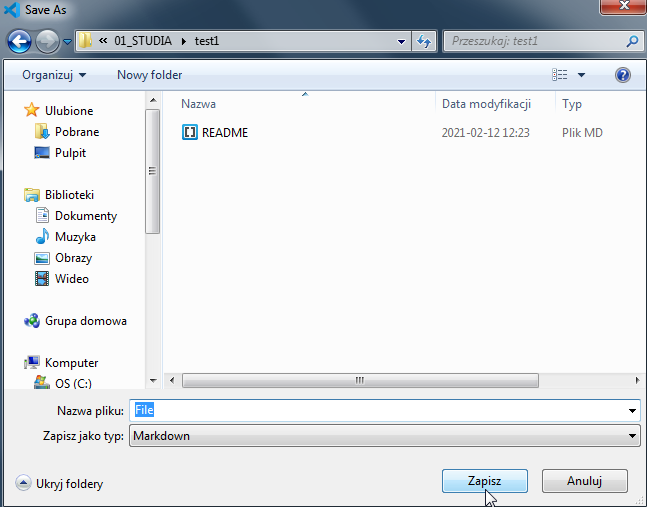 Save As
« 01_STUDIA ▸ test1
Przeszukaj: test1
Organizuj
Nowy folder
Ulubione
Pobrane
Pulpit
Biblioteki
Dokumenty
Muzyka
Obrazy
Wideo
Grupa domowa
Komputer
OS (C:)
Nazwa Data modyfikacji Typ
README 2021-02-12 12:23 Plik MD
Nazwa pliku: File
Zapisz jako typ: Markdown
Ukryj foldery
Zapisz
Anuluj